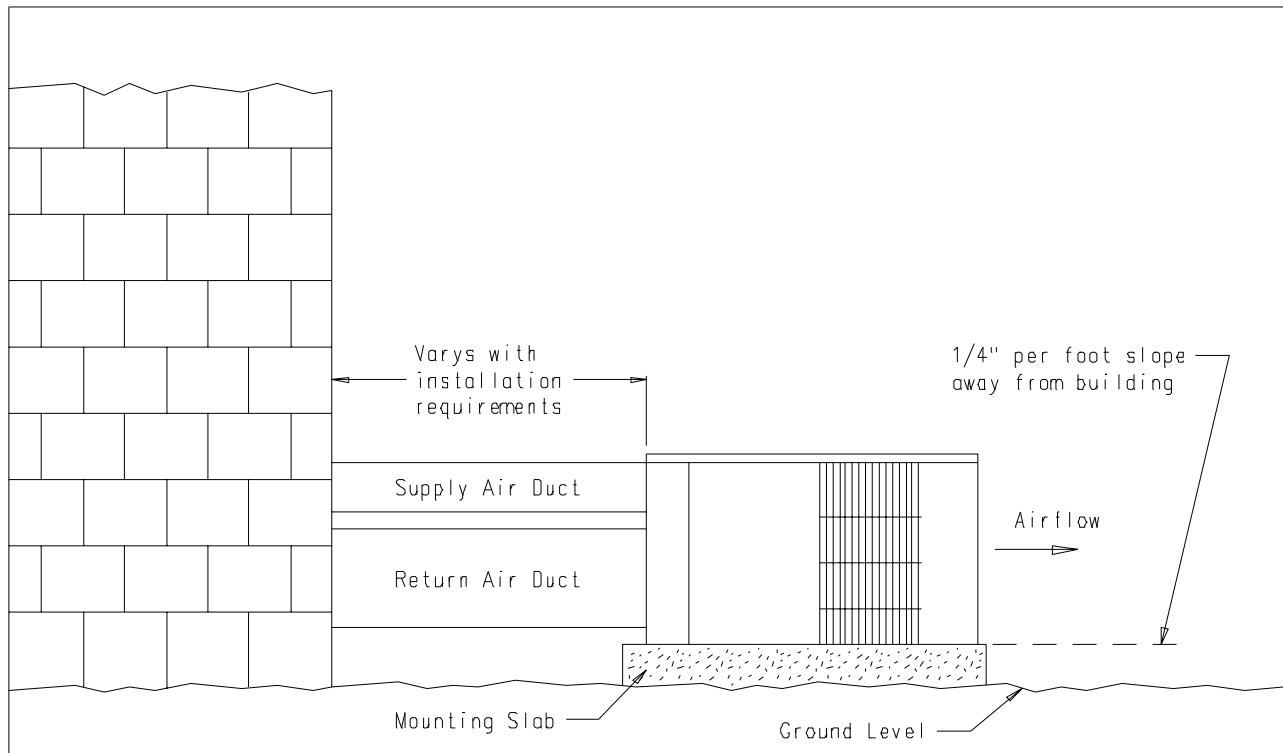 Varys with
installation
requirements
1/4" per foot slope
away from building
Supply Air Duct
Airflow
Return Air Duct
Mounting Slab
Ground Level